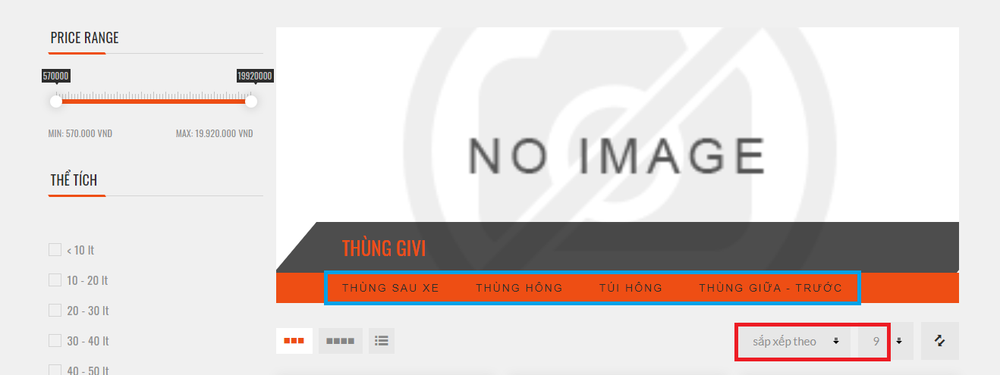 PRICE RANGE
570000
19920000
MIN: 570.000 VND
MAX: 19.920.000 VND
THỂ TÍCH
< 10 lt
10 - 20 lt
20 - 30 lt
30 - 40 lt
40 - 50 lt
NO IMAGE
THÙNG GIVI
THÙNG SAU XE THÙNG HÔNG TÚI HÔNG THÙNG GIỮA - TRƯỚC
sắp xếp theo 9